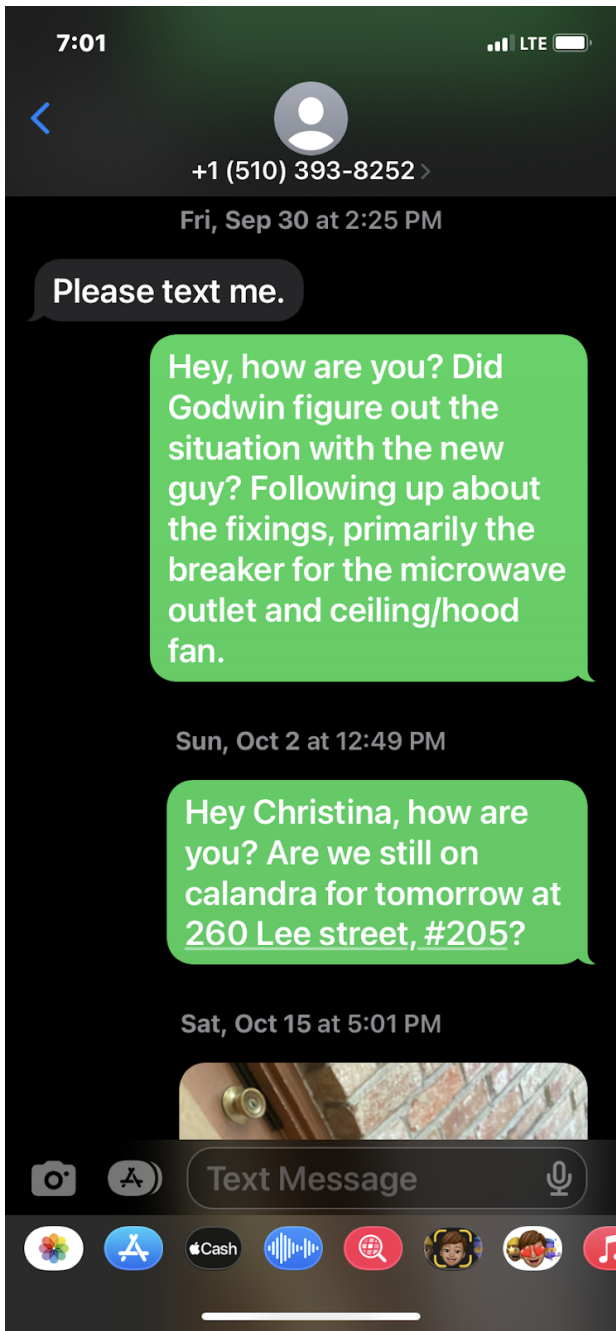 7:01
LTE
+1 (510) 393-8252
Fri, Sep 30 at 2:25 PM
Please text me.
Hey, how are you? Did
Godwin figure out the
situation with the new
guy? Following up about
the fixings, primarily the
breaker for the microwave
outlet and ceiling/hood
fan.
Sun, Oct 2 at 12:49 PM
Hey Christina, how are
you? Are we still on
calandra for tomorrow at
260 Lee street, #205?
Sat, Oct 15 at 5:01 PM
Text Message
Cash